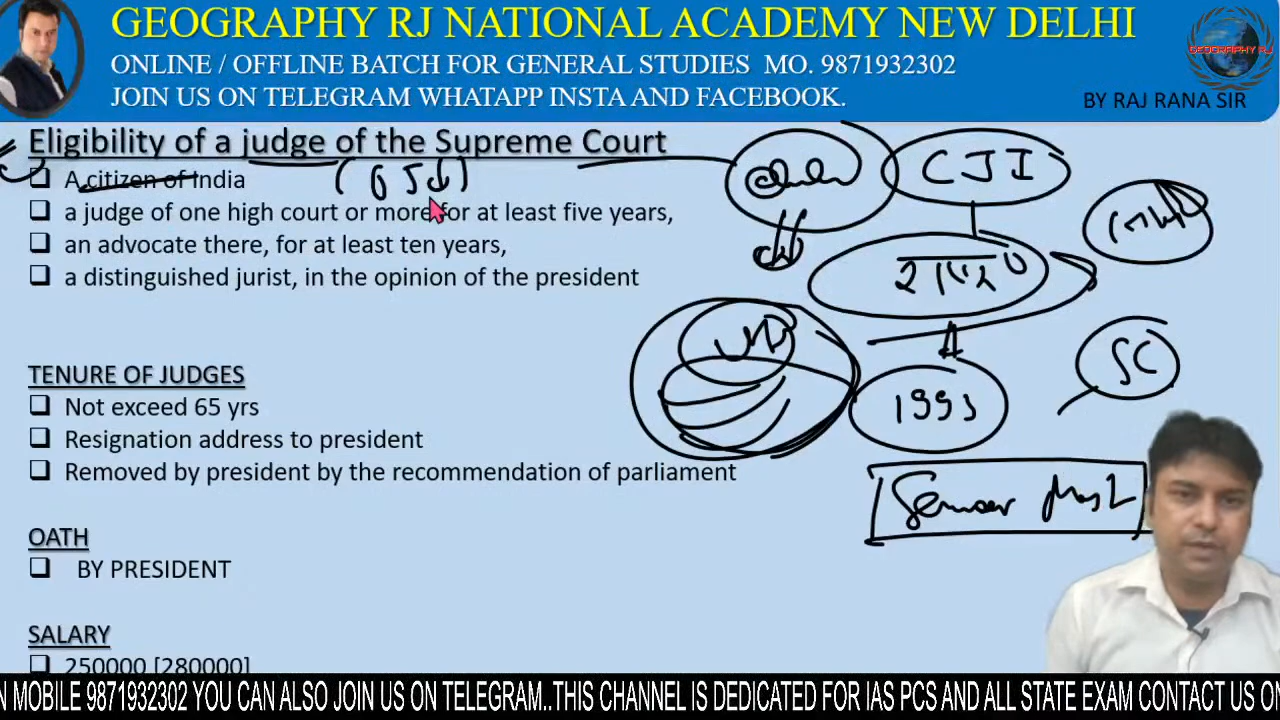 GEOGRAPHY RJ NATIONAL ACADEMY NEW DELHI
ONLINE / OFFLINE BATCH FOR GENERAL STUDIES MO. 9871932302
JOIN US ON TELEGRAM WHATAPP INSTA AND FACEBOOK.
GEOGRAPHY RJ
BY RAJ RANA SIR
Eligibility of a judge of the Supreme Court
A citizen of India
a judge of one high court or more for at least five years,
an advocate there, for at least ten years,
a distinguished jurist, in the opinion of the president
CJI
1993
SC
TENURE OF JUDGES
Not exceed 65 yrs
Resignation address to president
Removed by president by the recommendation of parliament
OATH
BY PRESIDENT
SALARY
250000 [280000]
N MOBILE 9871932302 YOU CAN ALSO JOIN US ON TELEGRAM..THIS CHANNEL IS DEDICATED FOR IAS PCS AND ALL STATE EXAM CONTACT US ON